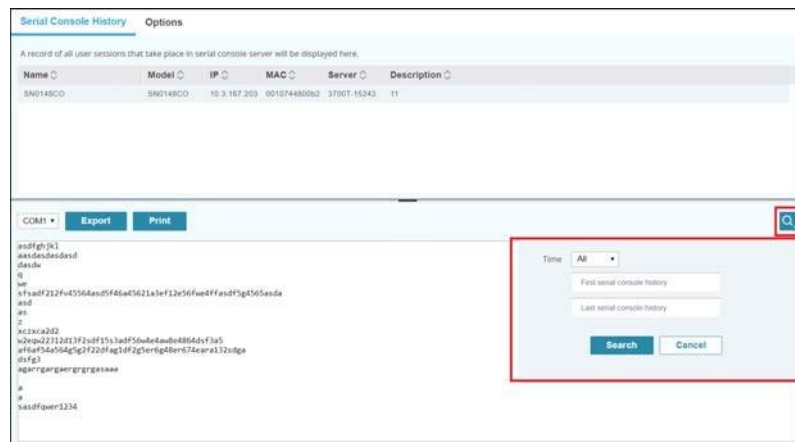 Serial Console History Options
A record of all user sessions that take place in serial console server will be displayed here.
Name Model IP MAC Server Description
SN0148CO SN0148CO 10.3.167.203 0010744800b2 3700T-15243 11
COM1 Export Print
asdfghjkl
aasdasdasdasd
dasdw
q
we
sfsadf212fv45564asd5f46a45621a3ef12e56fwe4ffasdf5g4565asda
asd
as
z
xczxca2d2
w2eqw22312d13f2sdf15s3adf56w4e4aw8e4864dsf3a5
af6af54a564g5g2f22dfag1df2g5er6g48er674eara132sdga
dsfg3
agarrgargaergrgrgasaaa
a
a
sasdfqwer1234
Time All
First serial console history
Last serial console history
Search Cancel